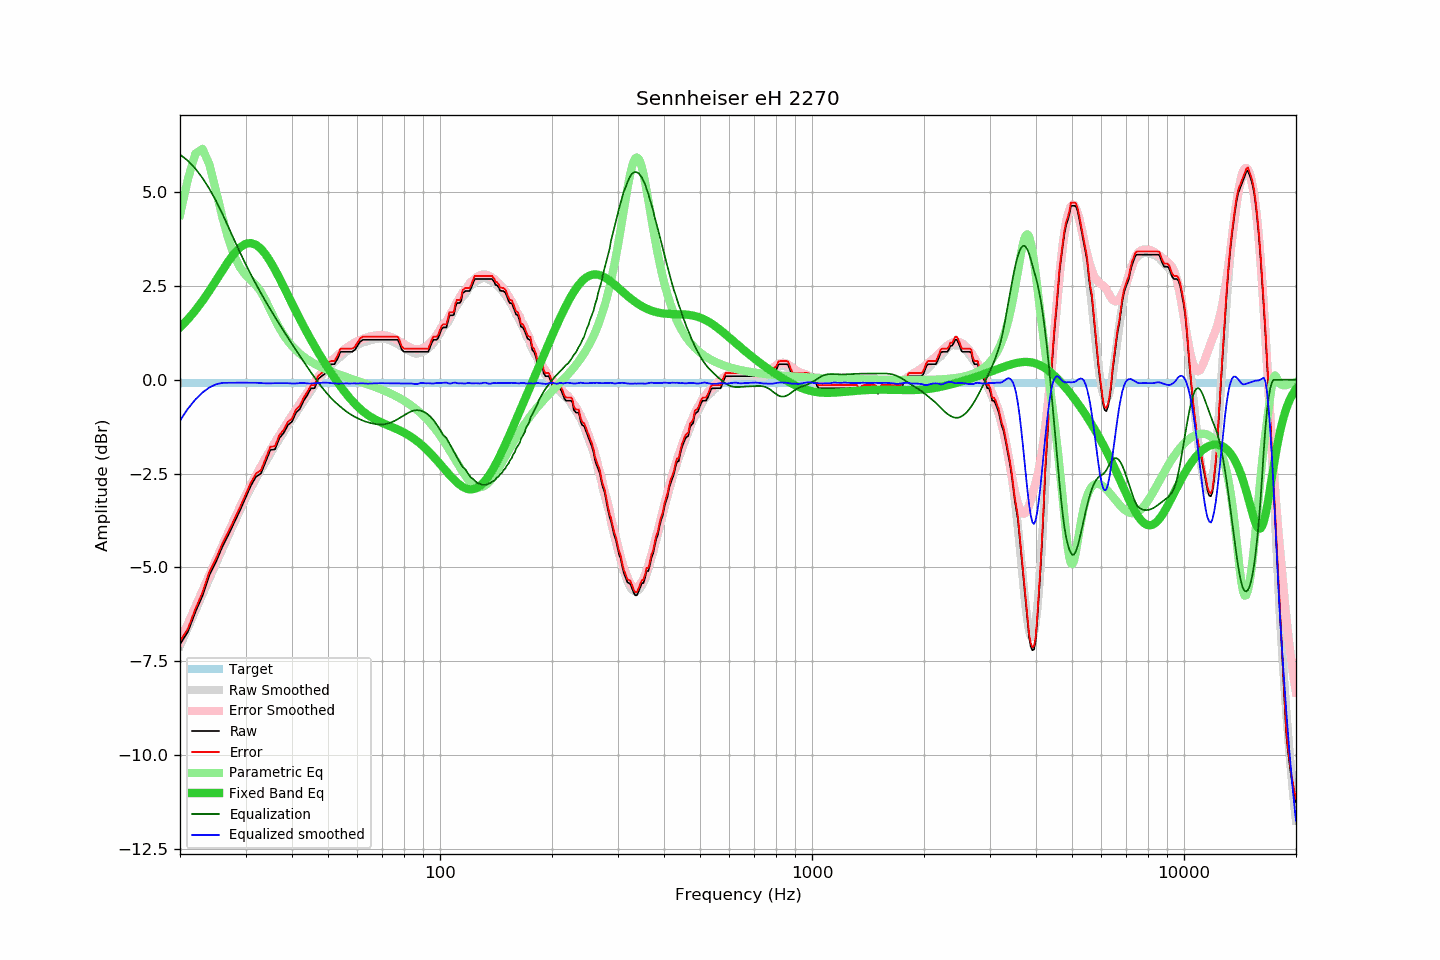 Sennheiser eH 2270
Amplitude (dBr)
5.0
2.5
0.0
−2.5
−5.0
−7.5
−10.0
−12.5
Target
Raw Smoothed
Error Smoothed
Raw
Error
Parametric Eq
Fixed Band Eq
Equalization
Equalized smoothed
100 1000 10000
Frequency (Hz)